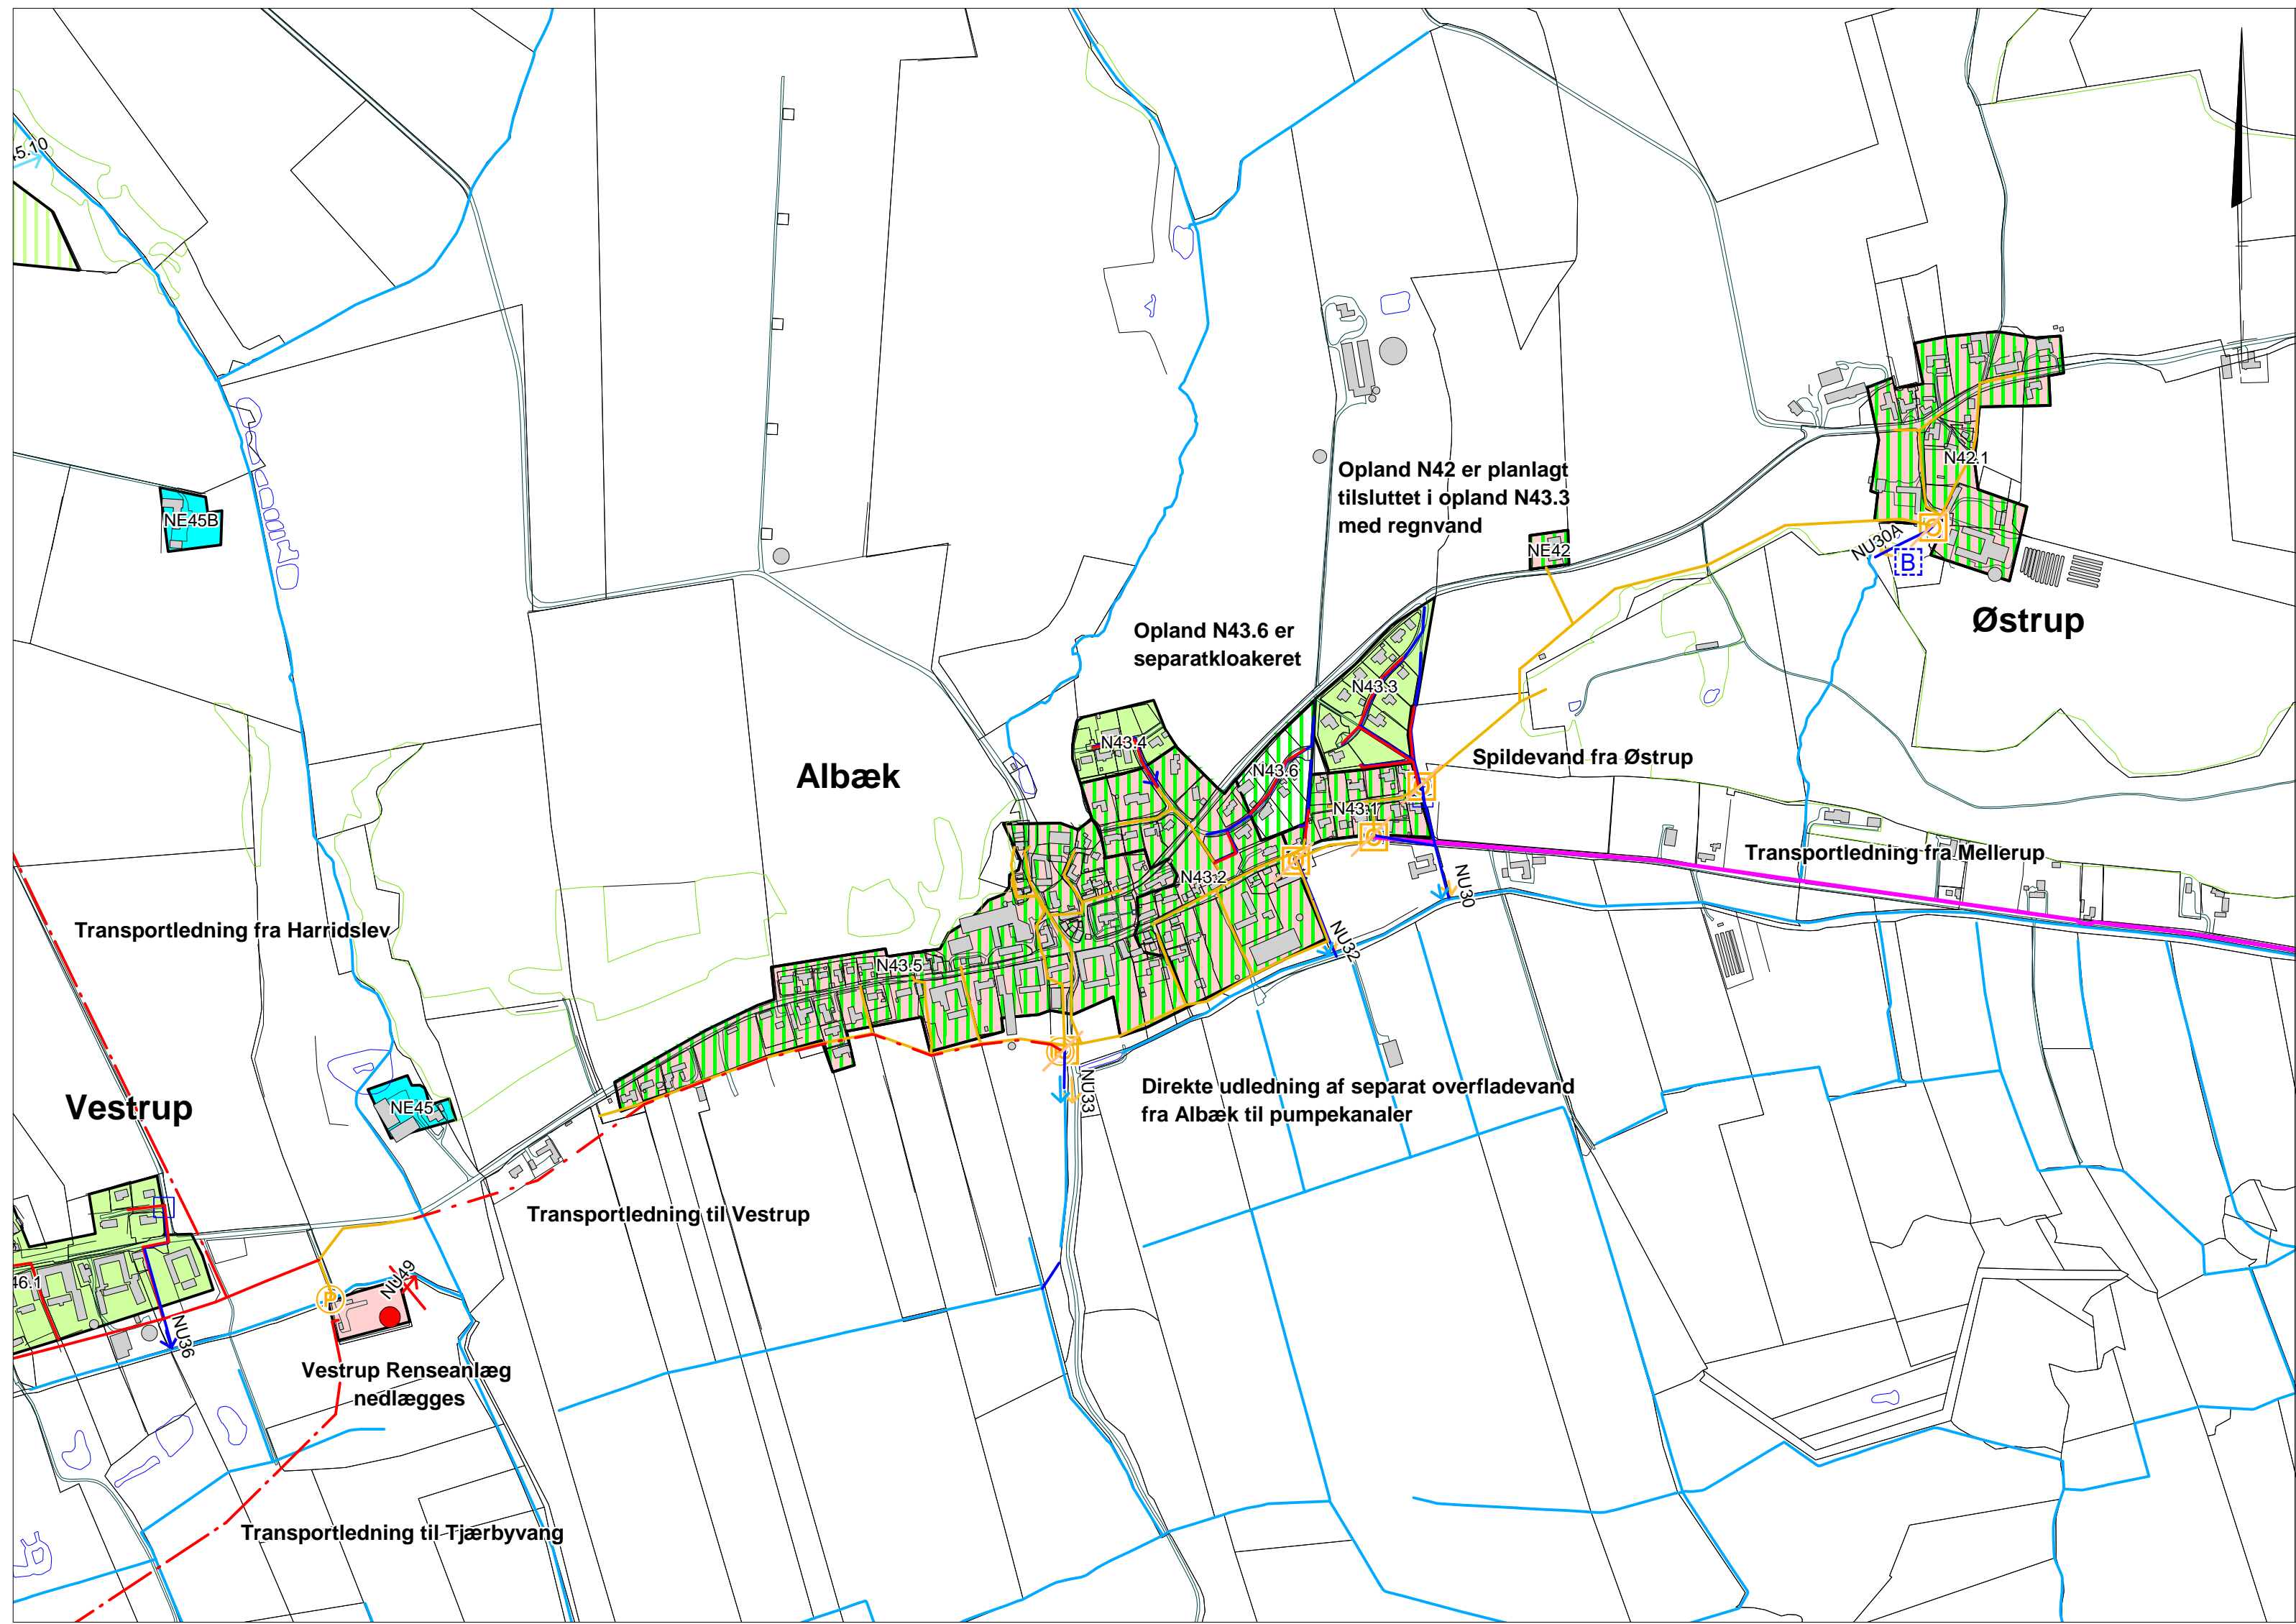 45.10
NE45B
Opland N42 er planlagt
tilsluttet i opland N43.3
med regnvand
NE42
N42.1
NU30A
B
Østrup
Opland N43.6 er
separatkloakeret
N43.3
N43.4
N43.6
Spildevand fra Østrup
Albæk
N43.1
Transportledning fra Mellerup
N43.2
NU30
NU32
Transportledning fra Harridslev
N43.5
Direkte udledning af separat overfladevand
fra Albæk til pumpekanaler
NU33
Vestrup
NE45
Transportledning til Vestrup
46.1
NU49
P
NU36
Vestrup Renseanlæg
nedlægges
Transportledning til Tjærbyvang